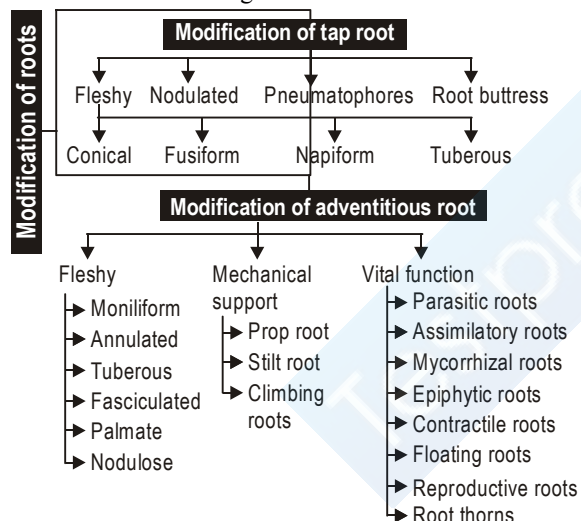 Modification of roots
Modification of tap root
Fleshy Nodulated Pneumatophores Root buttress
Conical Fusiform Napiform Tuberous
Modification of adventitious root
Fleshy
Moniliform
Annulated
Tuberous
Fasciculated
Palmate
Nodulose
Mechanical
support
Prop root
Stilt root
Climbing
roots
Vital function
Parasitic roots
Assimilatory roots
Mycorrhizal roots
Epiphytic roots
Contractile roots
Floating roots
Reproductive roots
Root thorns